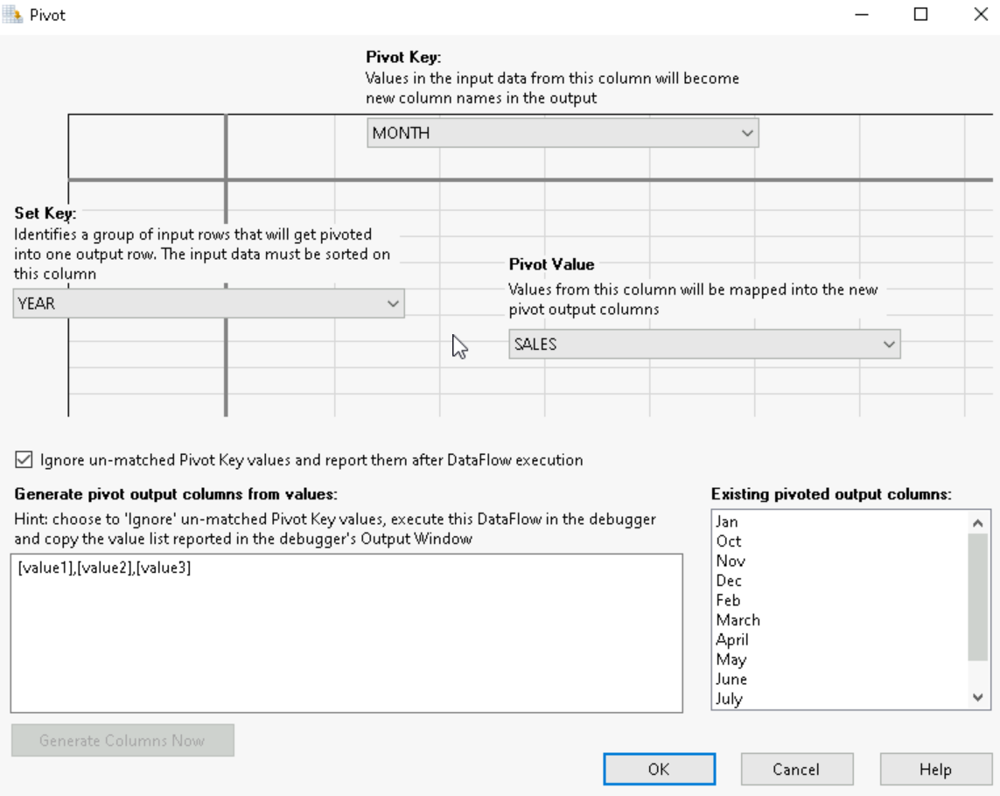 Pivot
Pivot Key:
Values in the input data from this column will become
new column names in the output
MONTH
Set Key:
Identifies a group of input rows that will get pivoted
into one output row. The input data must be sorted on
this column
YEAR
Pivot Value
Values from this column will be mapped into the new
pivot output columns
SALES
Ignore un-matched Pivot Key values and report them after DataFlow execution
Generate pivot output columns from values:
Hint: choose to 'Ignore' un-matched Pivot Key values, execute this DataFlow in the debugger
and copy the value list reported in the debugger's Output Window
[value1],[value2],[value3]
Generate Columns Now
Existing pivoted output columns:
Jan
Oct
Nov
Dec
Feb
March
April
May
June
July
OK
Cancel
Help